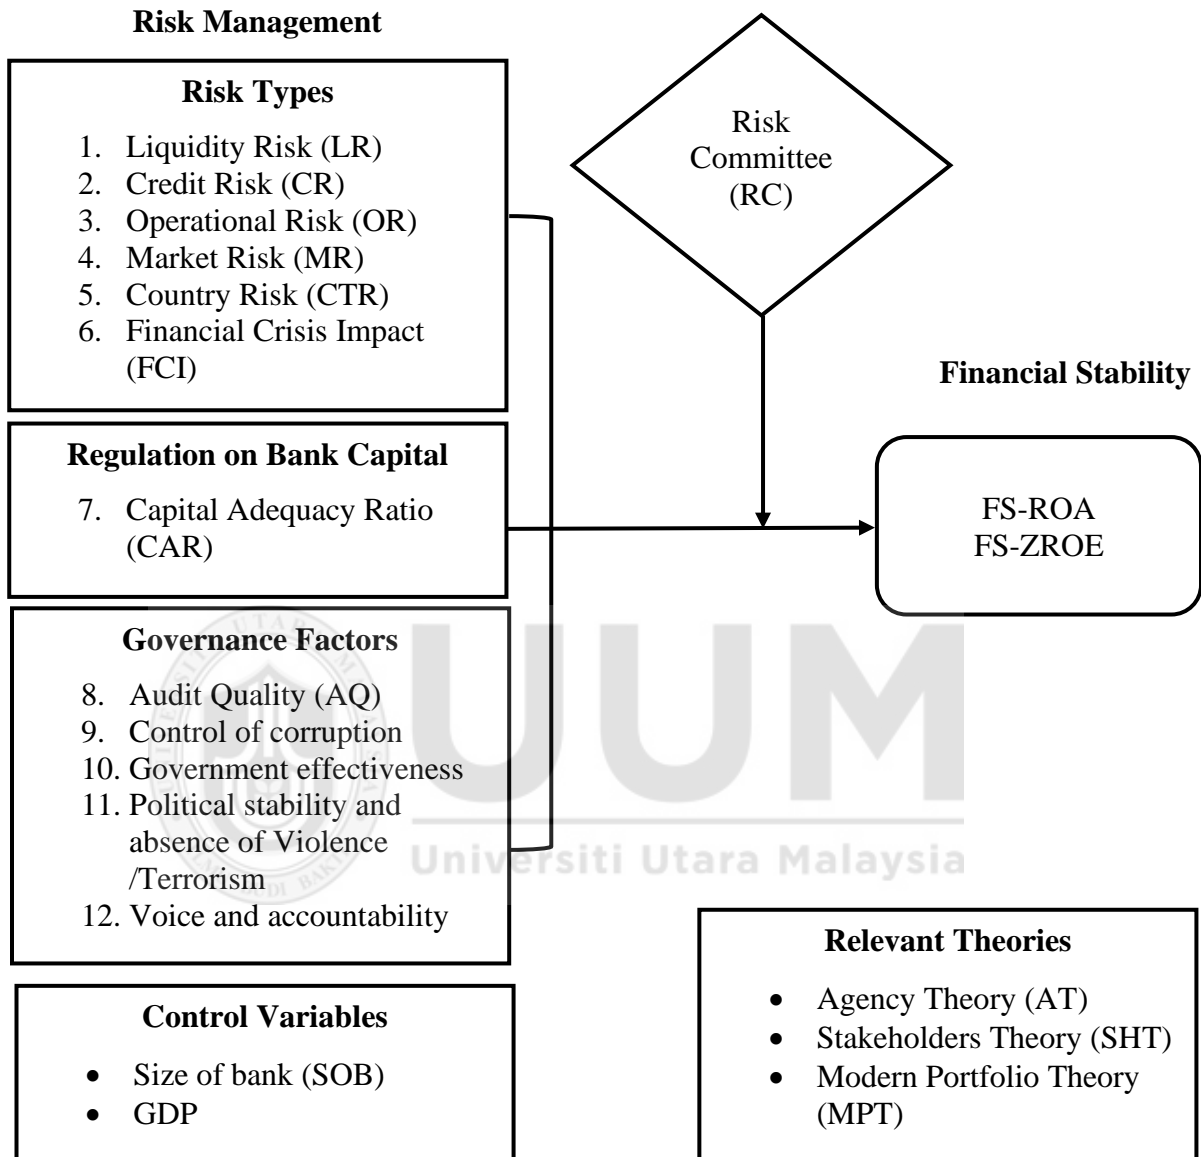 Risk Management
Risk Types
1. Liquidity Risk (LR)
2. Credit Risk (CR)
3. Operational Risk (OR)
4. Market Risk (MR)
5. Country Risk (CTR)
6. Financial Crisis Impact
(FCI)
Risk
Committee
(RC)
Financial Stability
Regulation on Bank Capital
7. Capital Adequacy Ratio
(CAR)
FS-ROA
FS-ZROE
Governance Factors
8. Audit Quality (AQ)
9. Control of corruption
10. Government effectiveness
11. Political stability and
absence of Violence
/Terrorism
12. Voice and accountability
UUM
Universiti Utara Malaysia
Control Variables
• Size of bank (SOB)
• GDP
Relevant Theories
• Agency Theory (AT)
• Stakeholders Theory (SHT)
• Modern Portfolio Theory
(MPT)